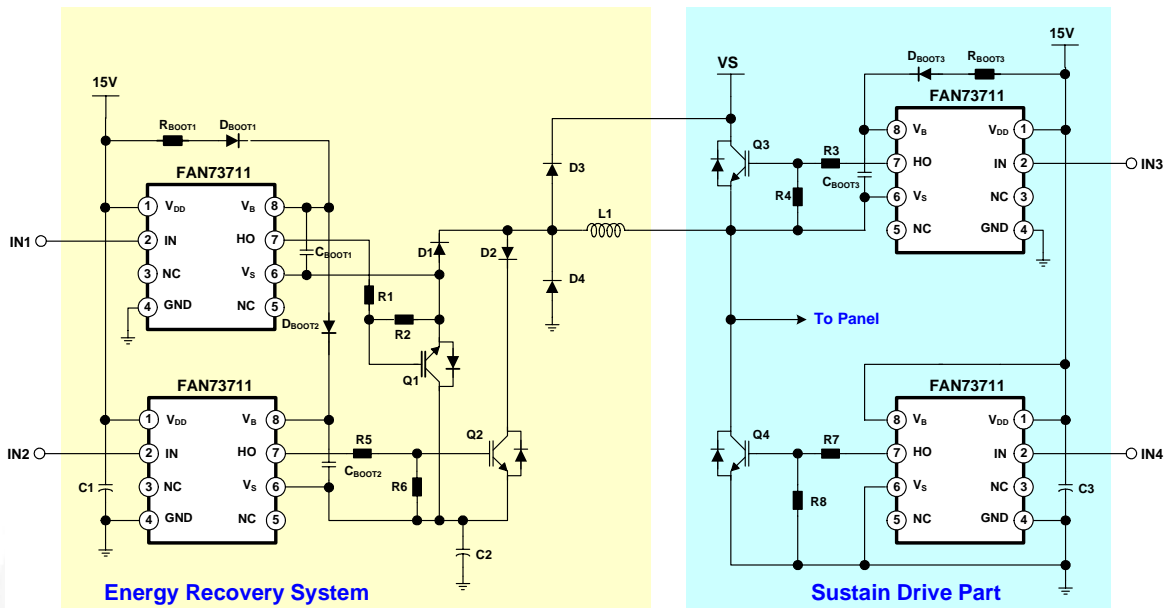 15V
RBOOT1
DBOOT1
FAN73711
1
VDD
VB
8
IN1
2
IN
HO
7
CBOOT1
3
NC
VS
6
4
GND
NC
5
DBOOT2
R1
R2
Q1
D1
D2
D3
D4
L1
FAN73711
1
VDD
VB
8
IN2
2
IN
HO
7
R5
Q2
CBOOT2
3
NC
VS
6
R6
C1
4
GND
NC
5
C2
Energy Recovery System
VS
15V
DBOOT3
RBOOT3
FAN73711
8
VB
VDD
1
Q3
R3
7
HO
IN
2
IN3
R4
CBOOT3
6
VS
NC
3
5
NC
GND
4
To Panel
FAN73711
8
VB
VDD
1
Q4
R7
7
HO
IN
2
IN4
6
VS
NC
3
C3
R8
5
NC
GND
4
Sustain Drive Part